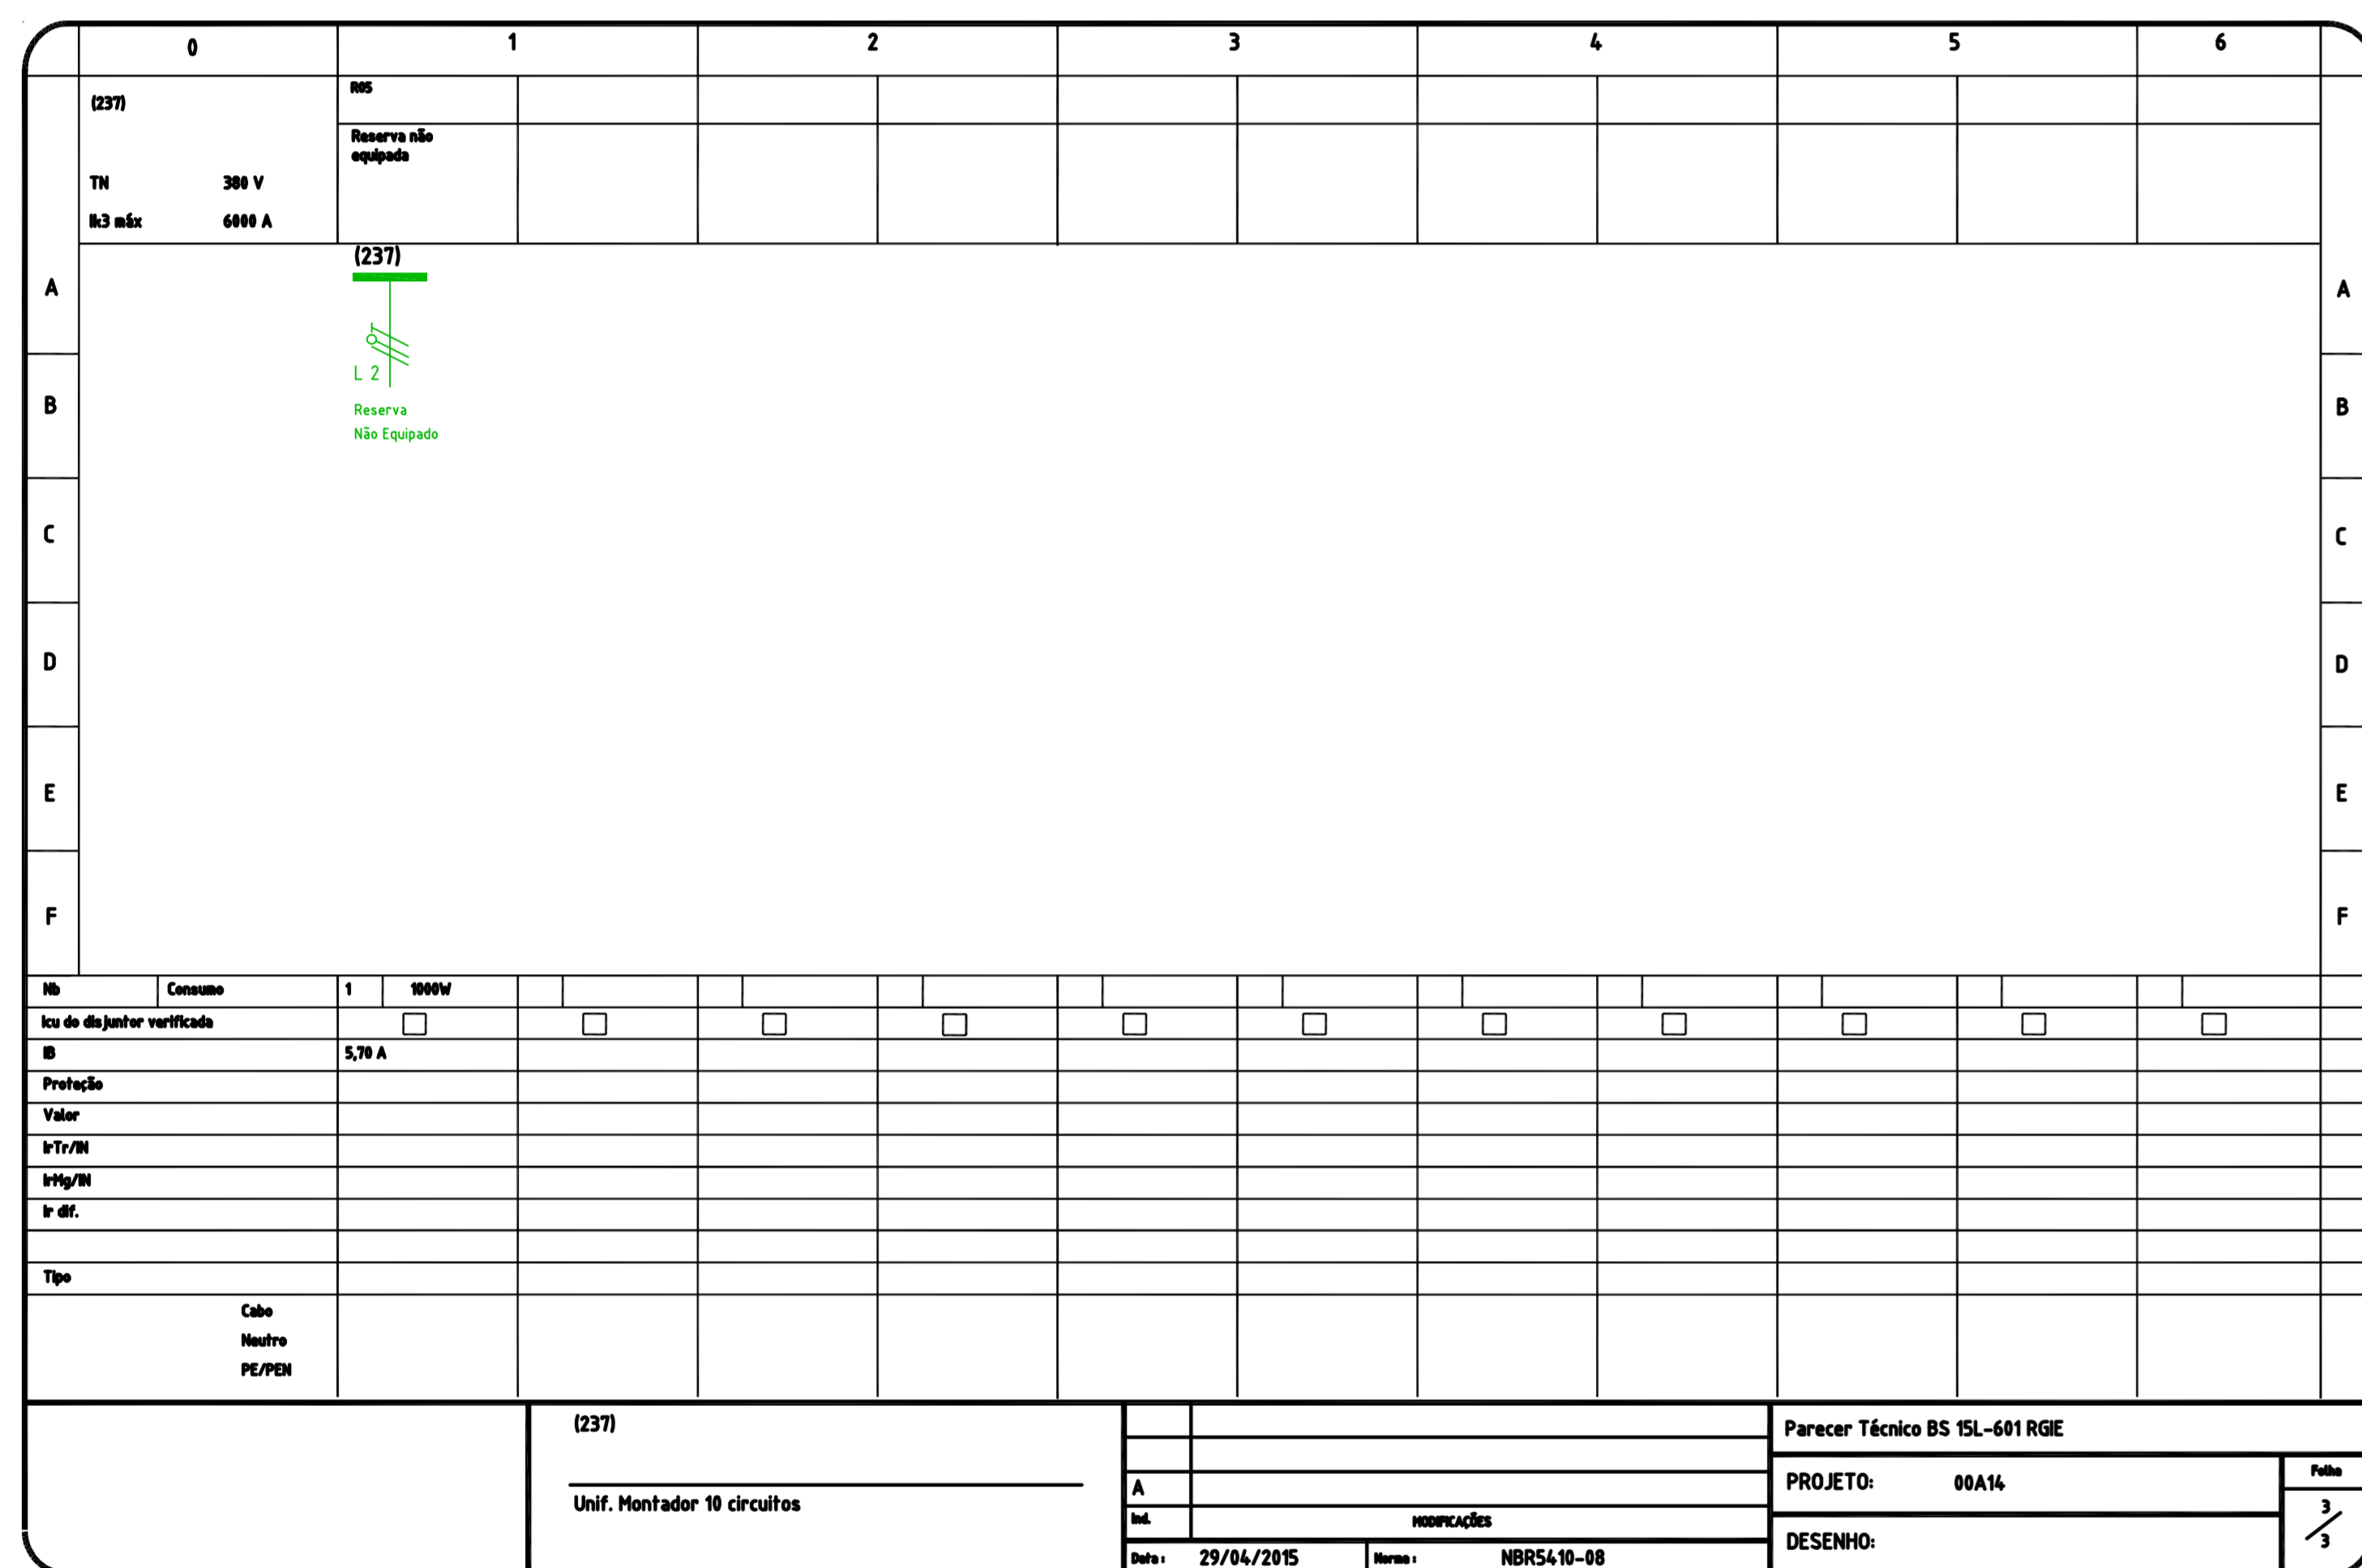 0 1 2 3 4 5 6
(237)
R05
Reserva não
equipada
TN 380 V
Ik3 máx 6000 A
(237)
A A
L 2
B B
Reserva
Não Equipado
C C
D D
E E
F F
Nb Consumo 1 1000W
Icu do disjuntor verificada
IB 5,70 A
Proteção
Valor
IrTr/IN
IrMg/IN
Ir dif.
Tipo
Cabo
Neutro
PE/PEN
(237)
Unif. Montador 10 circuitos
A
Ind. MODIFICAÇÕES
Data : 29/04/2015 Norma : NBR5410-08
Parecer Técnico BS 15L-601 RGIE
PROJETO: 00A14
DESENHO:
Folha
3
3